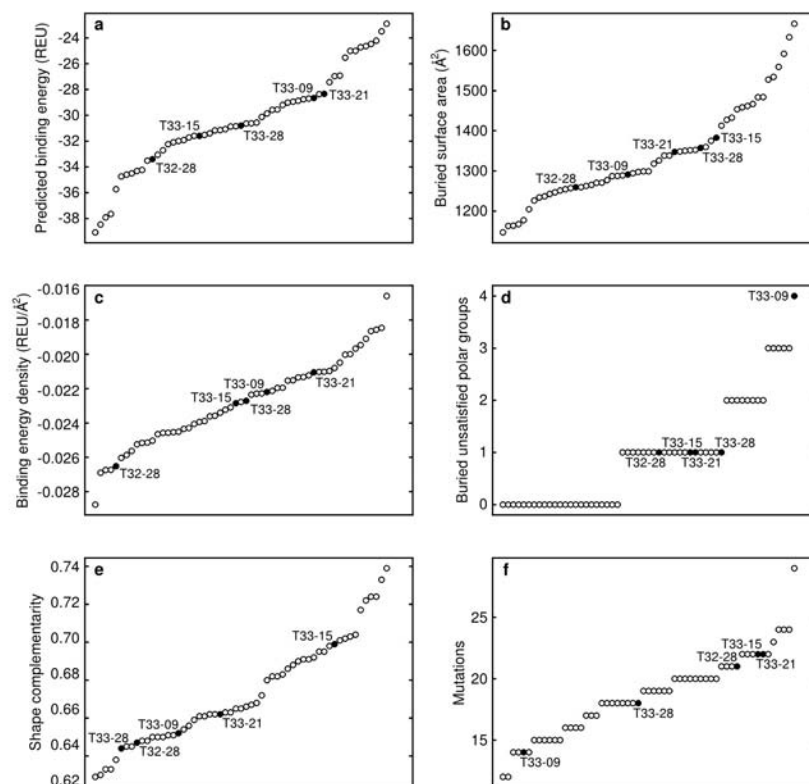 a
Predicted binding energy (REU)
-24
-26
-28
-30
-32
-34
-36
-38
T33-09
T33-21
T33-15
T33-28
T32-28
b
Buried surface area (Å²)
1600
1500
1400
1300
1200
T33-15
T33-21
T33-28
T33-09
T32-28
c
Binding energy density (REU/Å²)
-0.016
-0.018
-0.020
-0.022
-0.024
-0.026
-0.028
T33-09
T33-15
T33-21
T33-28
T32-28
d
Buried unsatisfied polar groups
4
3
2
1
0
T33-09
T33-15
T33-28
T32-28
T33-21
e
Shape complementarity
0.74
0.72
0.70
0.68
0.66
0.64
0.62
T33-15
T33-09
T33-21
T33-28
T32-28
f
Mutations
25
20
15
T33-15
T32-28
T33-21
T33-28
T33-09